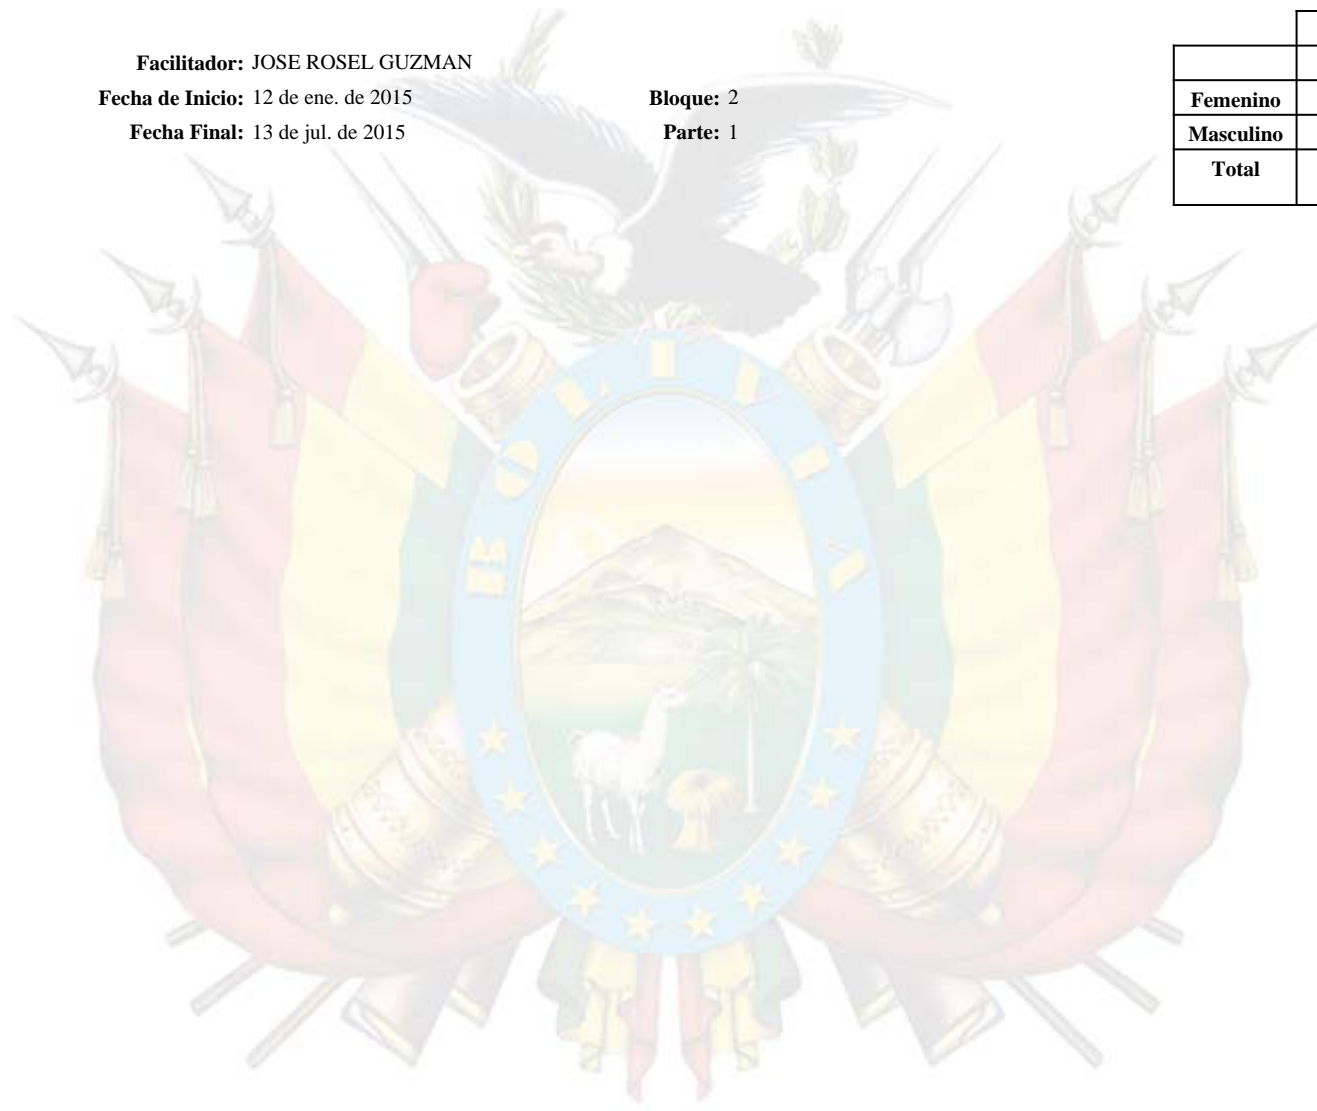 Facilitador: JOSE ROSEL GUZMAN
Fecha de Inicio: 12 de ene. de 2015 Bloque: 2
Fecha Final: 13 de jul. de 2015 Parte: 1
Femenino
Masculino
Total
BOLIVIA